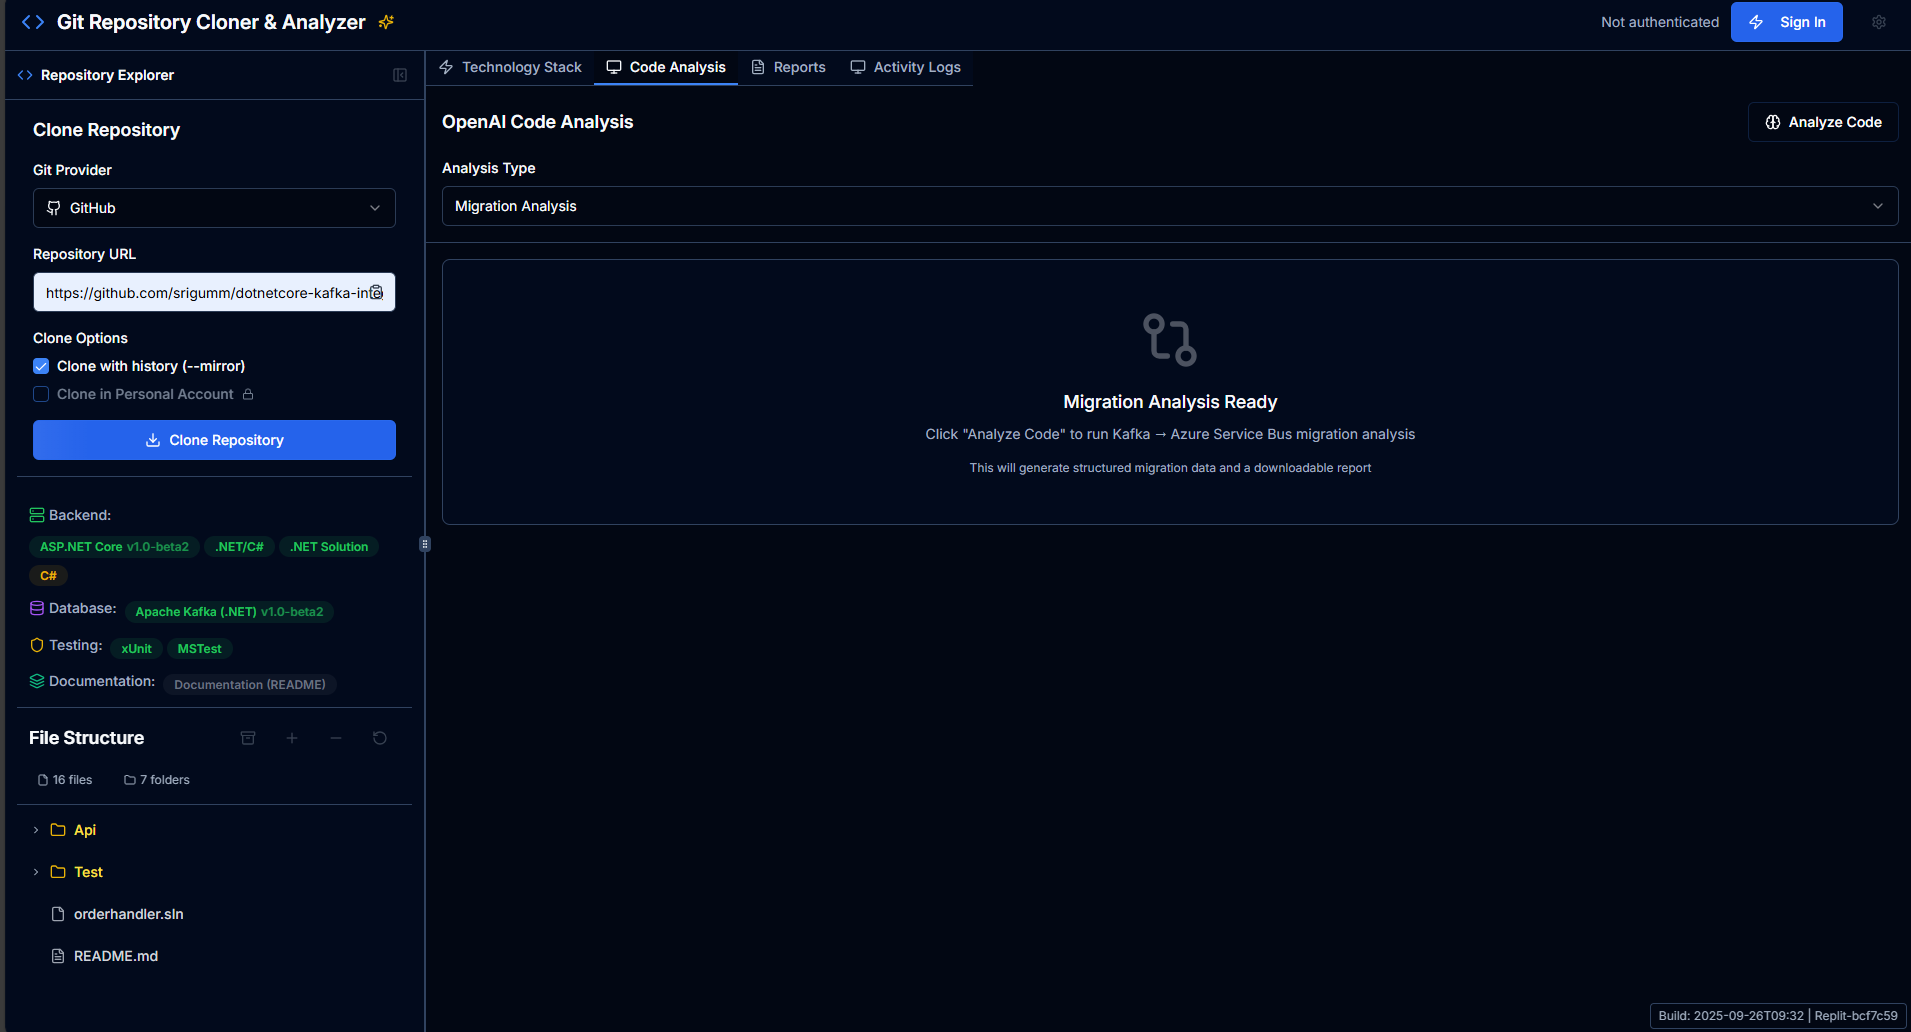 Git Repository Cloner & Analyzer
Not authenticated
Sign In
Repository Explorer
Technology Stack
Code Analysis
Reports
Activity Logs
Clone Repository
Git Provider
GitHub
Repository URL
https://github.com/srigumm/dotnetcore-kafka-inte
Clone Options
Clone with history (--mirror)
Clone in Personal Account
Clone Repository
Backend:
ASP.NET Core v1.0-beta2
.NET/C#
.NET Solution
C#
Database:
Apache Kafka (.NET) v1.0-beta2
Testing:
xUnit
MSTest
Documentation:
Documentation (README)
File Structure
16 files
7 folders
Api
Test
orderhandler.sln
README.md
OpenAI Code Analysis
Analyze Code
Analysis Type
Migration Analysis
Migration Analysis Ready
Click "Analyze Code" to run Kafka → Azure Service Bus migration analysis
This will generate structured migration data and a downloadable report
Build: 2025-09-26T09:32 | Replit-bcf7c59